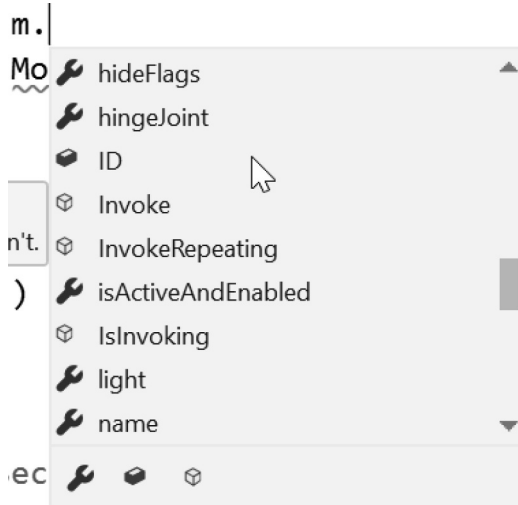 m.
Mo
hideFlags
hingeJoint
ID
Invoke
n't.
InvokeRepeating
)
isActiveAndEnabled
IsInvoking
light
name
ec